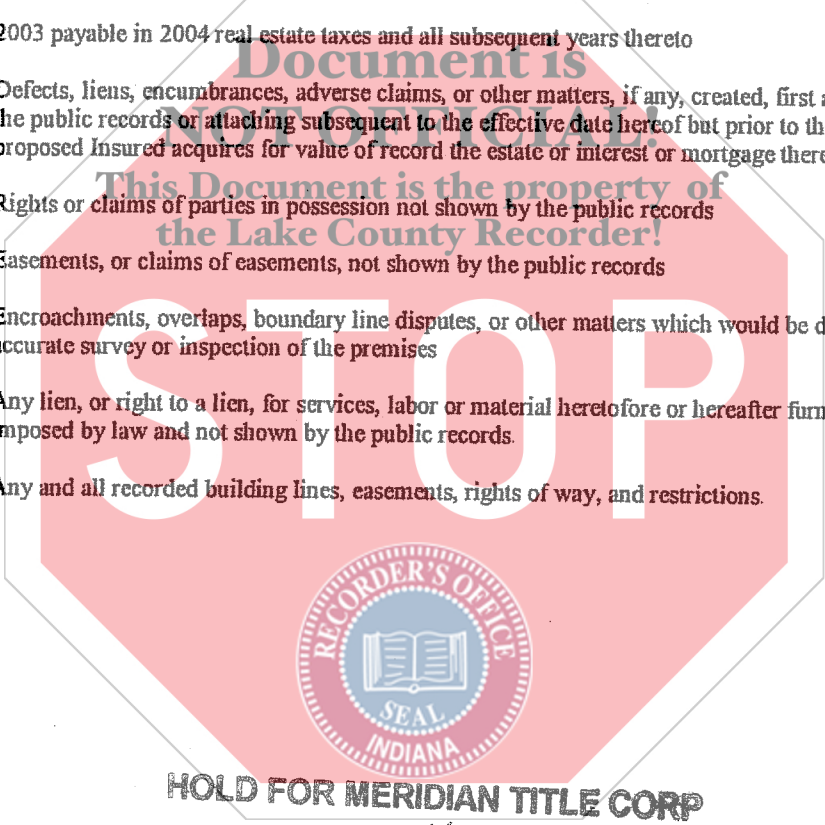 2003 payable in 2004 real estate taxes and all subsequent years thereto
Document is
Defects, liens, encumbrances, adverse claims, or other matters, if any, created, first a
NOT OFFICIAL!
he public records or attaching subsequent to the effective date hereof but prior to th
proposed Insured acquires for value of record the estate or interest or mortgage there
This Document is the property of
Rights or claims of parties in possession not shown by the public records
the Lake County Recorder!
Easements, or claims of easements, not shown by the public records
STOP
Encroachments, overlaps, boundary line disputes, or other matters which would be d
accurate survey or inspection of the premises
Any lien, or right to a lien, for services, labor or material heretofore or hereafter furn
mposed by law and not shown by the public records.
Any and all recorded building lines, easements, rights of way, and restrictions.
RECORDER'S OFFICE
SEAL
INDIANA
HOLD FOR MERIDIAN TITLE CORP